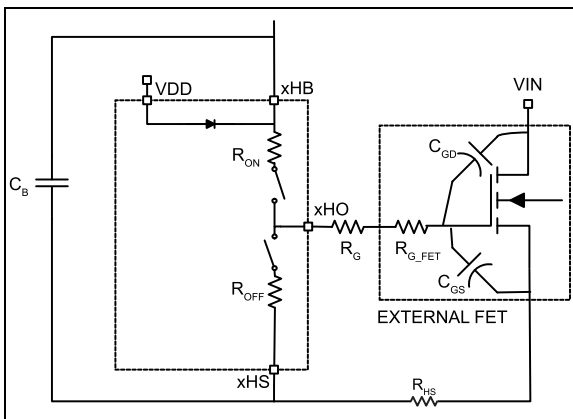 VDD
xHB
VIN
R_ON
C_GD
C_B
xHO
R_G
R_G_FET
C_GS
R_OFF
EXTERNAL FET
xHS
R_HS